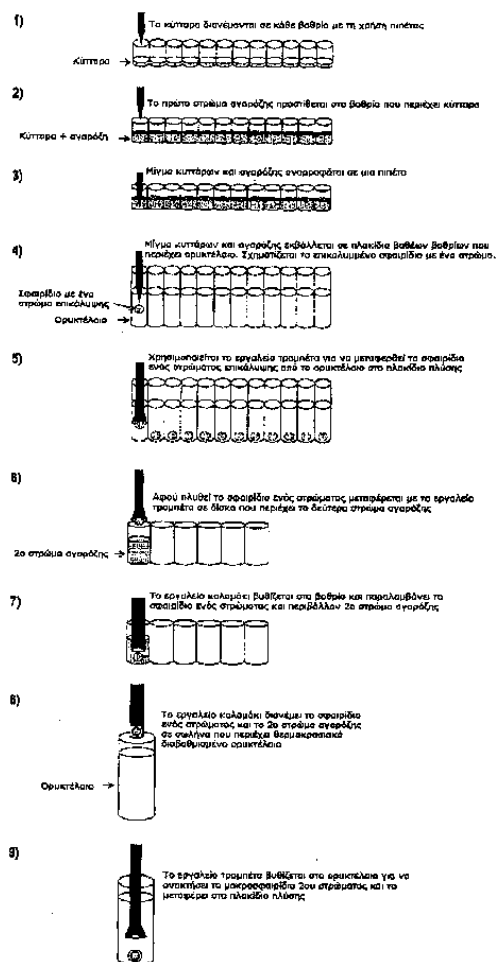 1)
Τα κύτταρα διανέμονται σε κάθε βοθρίο με τη χρήση πιπέτας
Κύτταρα
2)
Το πρώτο στρώμα αγαρόζης προστίθεται στο βοθρίο που περιέχει κύτταρα
Κύτταρα + αγαρόζη
3)
Μίγμα κυττάρων και αγαρόζης αναρροφάται σε μια πιπέτα
4)
Μίγμα κυττάρων και αγαρόζης εκβάλλεται σε πλακίδιο βαθέων βοθρίων που
περιέχει ορυκτέλαιο. Σχηματίζεται το επικαλυμμένο σφαιρίδιο με ένα στρώμα.
Σφαιρίδιο με ένα
στρώμα επικάλυψης
Ορυκτέλαιο
5)
Χρησιμοποιείται το εργαλείο τρομπέτα για να μεταφερθεί το σφαιρίδιο
ενός στρώματος επικάλυψης από το ορυκτέλαιο στο πλακίδιο πλύσης
6)
Αφού πλυθεί το σφαιρίδιο ενός στρώματος μεταφέρεται με το εργαλείο
τρομπέτα σε δίσκο που περιέχει το δεύτερο στρώμα αγαρόζης
2ο στρώμα αγαρόζης
7)
Το εργαλείο καλαμάκι βυθίζεται στο βοθρίο και παραλαμβάνει το
σφαιρίδιο ενός στρώματος και περιβάλλον 2ο στρώμα αγαρόζης
8)
Το εργαλείο καλαμάκι διανέμει το σφαιρίδιο
ενός στρώματος και το 2ο στρώμα αγαρόζης
σε σωλήνα που περιέχει θερμοκρασιακά
διαβαθμισμένο ορυκτέλαιο
Ορυκτέλαιο
9)
Το εργαλείο τρομπέτα βυθίζεται στο ορυκτέλαιο για να
ανακτήσει το μακροσφαιρίδιο 2ου στρώματος και το
μεταφέρει στο πλακίδιο πλύσης